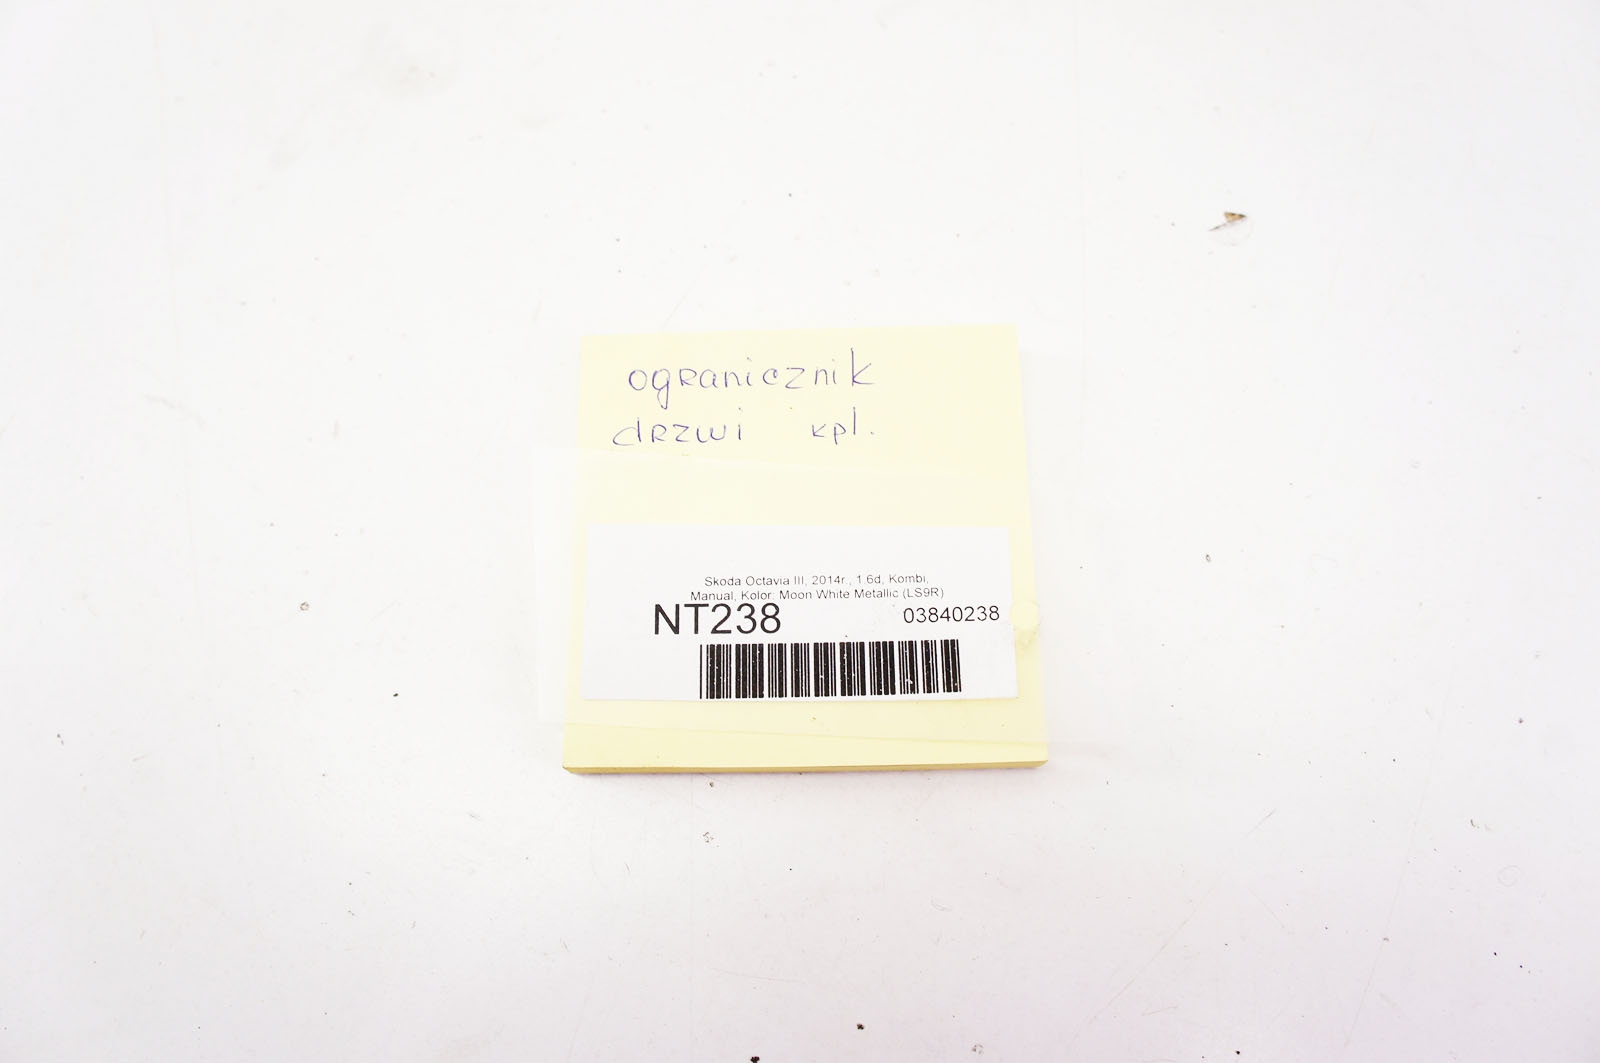 ogranicznik
drzwi kpl.
Skoda Octavia III, 2014r., 1.6d, Kombi,
Manual, Kolor: Moon White Metallic (LS9R)
NT238 03840238